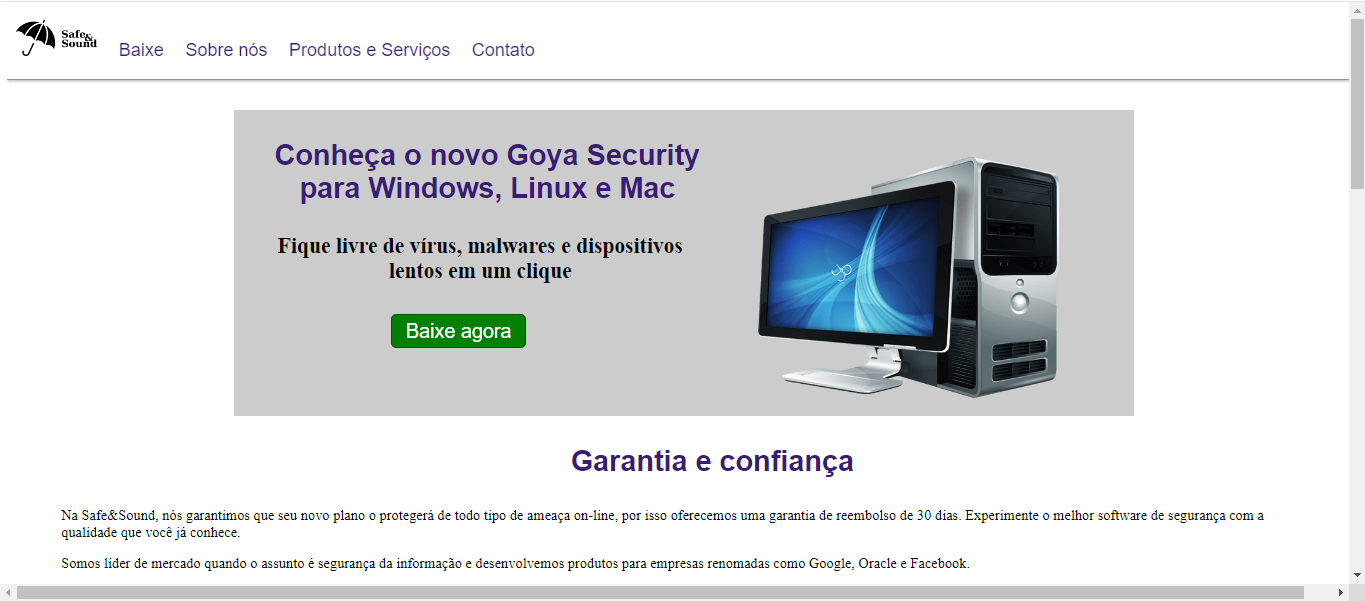 Safe&
Sound
Baixe Sobre nós Produtos e Serviços Contato
Conheça o novo Goya Security
para Windows, Linux e Mac
Fique livre de vírus, malwares e dispositivos
lentos em um clique
Baixe agora
Garantia e confiança
Na Safe&Sound, nós garantimos que seu novo plano o protegerá de todo tipo de ameaça on-line, por isso oferecemos uma garantia de reembolso de 30 dias. Experimente o melhor software de segurança com a
qualidade que você já conhece.
Somos líder de mercado quando o assunto é segurança da informação e desenvolvemos produtos para empresas renomadas como Google, Oracle e Facebook.